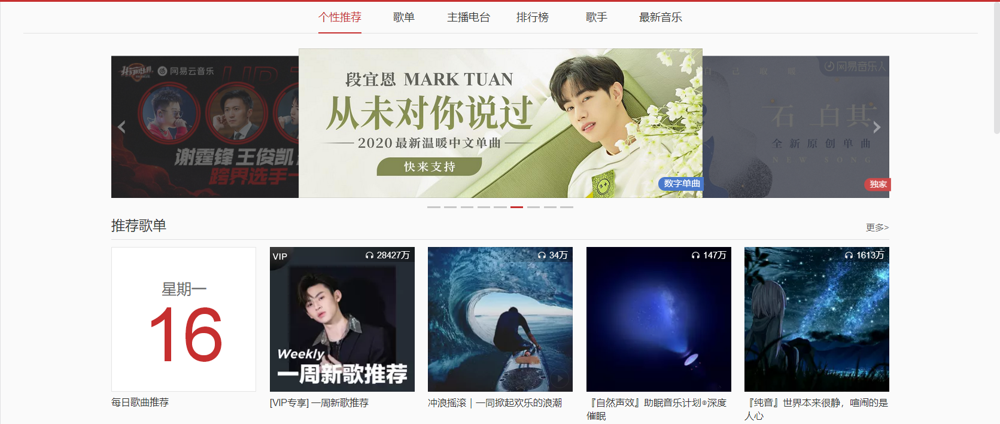 个性推荐
歌单
主播电台
排行榜
歌手
最新音乐
网易云音乐
谢霆锋 王俊凯
跨界选手一
段宜恩 MARK TUAN
从未对你说过
2020最新温暖中文单曲
快来支持
数字单曲
网易音乐人
自 己 取 暖
石 白其
全新原创单曲
NEW SONG
独家
推荐歌单
更多>
星期一
16
每日歌曲推荐
VIP
28427万
Weekly
一周新歌推荐
[VIP专享] 一周新歌推荐
34万
冲浪摇滚｜一同掀起欢乐的浪潮
147万
『自然声效』助眠音乐计划⊙深度
催眠
1613万
『纯音』世界本来很静，喧闹的是
人心